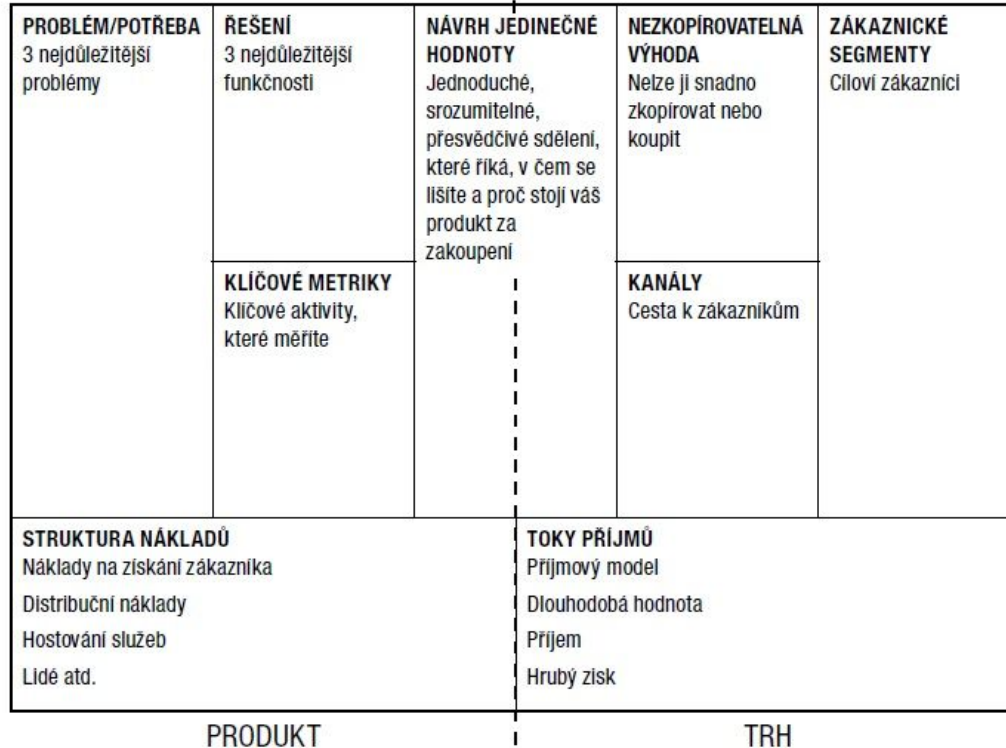 PROBLÉM/POTŘEBA
3 nejdůležitější
problémy
ŘEŠENÍ
3 nejdůležitější
funkčnosti
KLÍČOVÉ METRIKY
Klíčové aktivity,
které měříte
NÁVRH JEDINEČNÉ
HODNOTY
Jednoduché,
srozumitelné,
přesvědčivé sdělení,
které říká, v čem se
lišíte a proč stojí váš
produkt za
zakoupení
NEZKOPÍROVATELNÁ
VÝHODA
Nelze ji snadno
zkopírovat nebo
koupit
KANÁLY
Cesta k zákazníkům
ZÁKAZNICKÉ
SEGMENTY
Cíloví zákazníci
STRUKTURA NÁKLADŮ
Náklady na získání zákazníka
Distribuční náklady
Hostování služeb
Lidé atd.
TOKY PŘÍJMŮ
Příjmový model
Dlouhodobá hodnota
Příjem
Hrubý zisk
PRODUKT
TRH